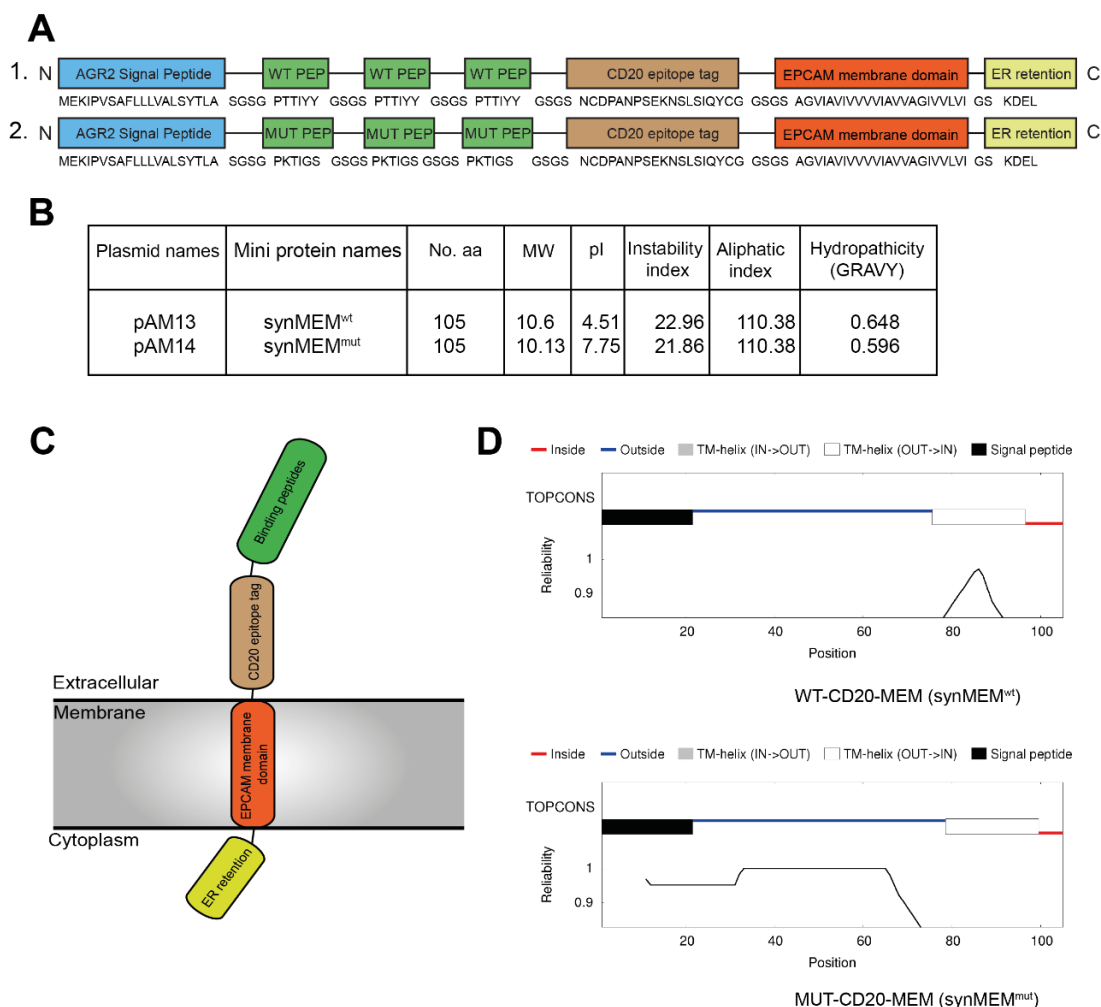 A
1. N AGR2 Signal Peptide WT PEP WT PEP WT PEP CD20 epitope tag EPCAM membrane domain ER retention C
MEKIPVSAFLLLVALSYTLA SGSG PTTIYY GSGS PTTIYY GSGS PTTIYY GSGS NCDPANPSEKNSLSIQYCG GSGSG AGVIAVIVVVVIAVVAGIVVLVI GS KDEL
2. N AGR2 Signal Peptide MUT PEP MUT PEP MUT PEP CD20 epitope tag EPCAM membrane domain ER retention C
MEKIPVSAFLLLVALSYTLA SGSG PKTIGS GSGS PKTIGS GSGS PKTIGS GSGS NCDPANPSEKNSLSIQYCG GSGSG AGVIAVIVVVVIAVVAGIVVLVI GS KDEL
B
Plasmid names Mini protein names No. aa MW pI Instability index Aliphatic index Hydropathicity (GRAVY)
pAM13 synMEMwt 105 10.6 4.51 22.96 110.38 0.648
pAM14 synMEMmut 105 10.13 7.75 21.86 110.38 0.596
C
Binding peptides
CD20 epitope tag
Extracellular
Membrane
EPCAM membrane
domain
Cytoplasm
ER retention
D
Inside Outside TM-helix (IN->OUT) TM-helix (OUT->IN) Signal peptide
TOPCONS
Reliability
1
0.9
20 40 60 80 100
Position
WT-CD20-MEM (synMEMwt)
Inside Outside TM-helix (IN->OUT) TM-helix (OUT->IN) Signal peptide
TOPCONS
Reliability
1
0.9
20 40 60 80 100
Position
MUT-CD20-MEM (synMEMmut)